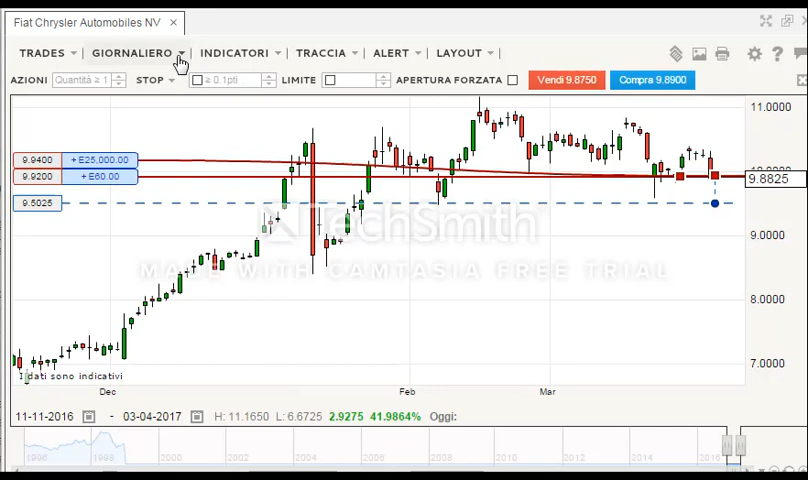 Fiat Chrysler Automobiles NV ×
TRADES GIORNALIERO INDICATORI TRACCIA ALERT LAYOUT
AZIONI Quantità ≥ 1 STOP ≥ 0.1pti LIMITE APERTURA FORZATA Vendi 9.8750 Compra 9.8900
11.0000
9.9400 + E25,000.00
10.0000
9.9200 + E60.00
9.8825
9.5025
TechSmith
9.0000
MADE WITH CAMTASIA FREE TRIAL
8.0000
7.0000
I dati sono indicativi
Dec Feb Mar
11-11-2016 - 03-04-2017 H: 11.1650 L: 6.6725 2.9275 41.9864% Oggi:
1996 1998 2000 2002 2004 2006 2008 2010 2012 2014 2016